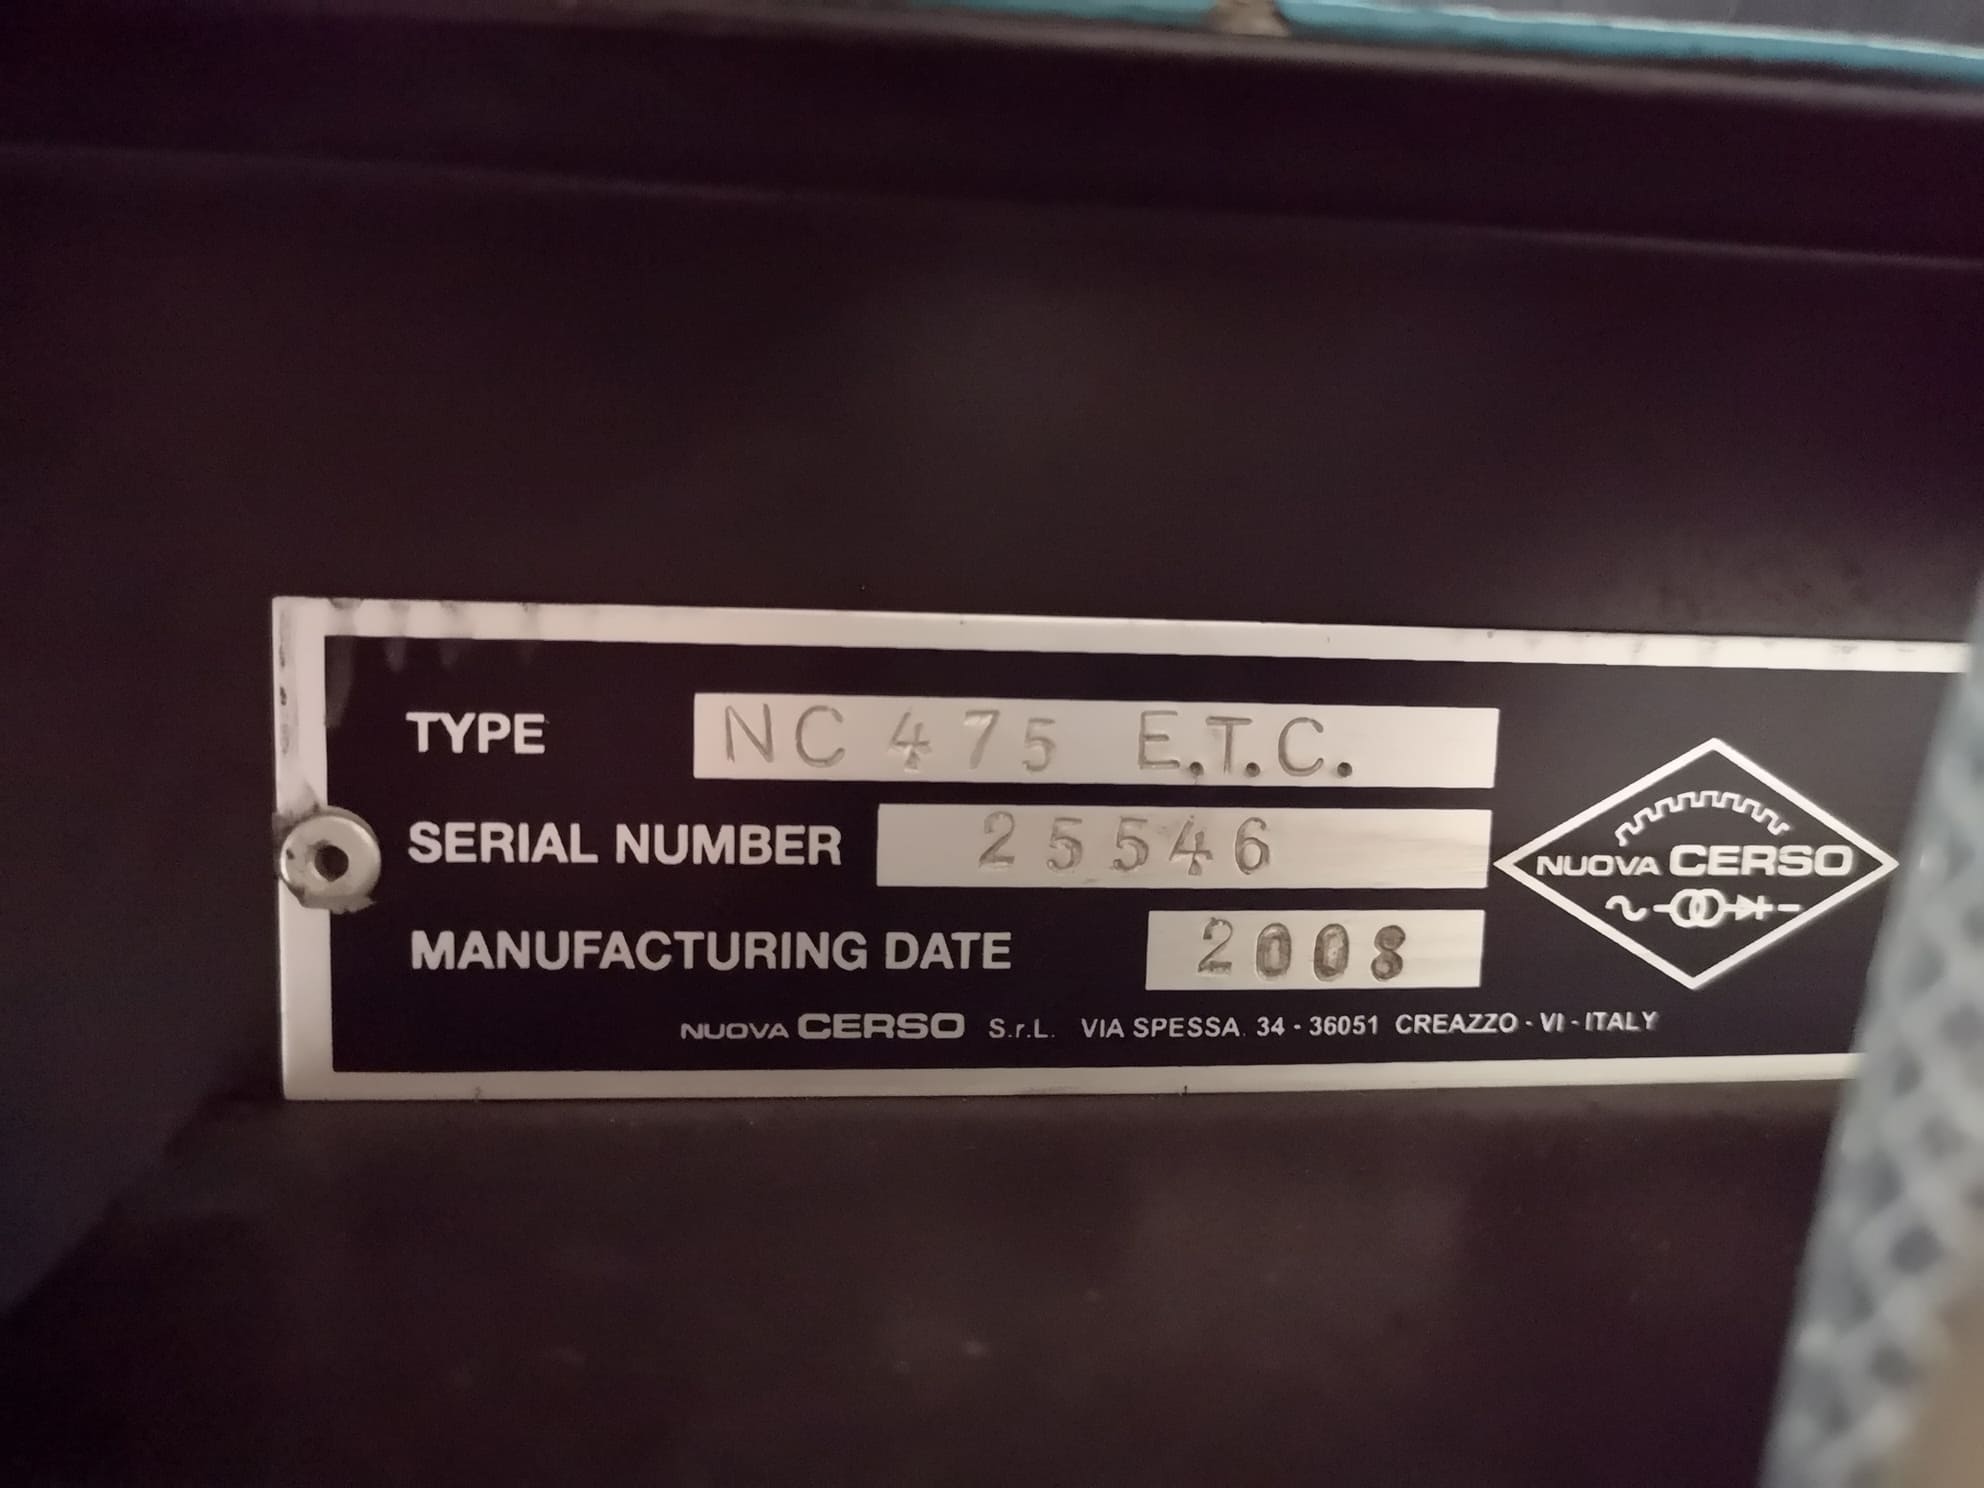 TYPE NC 475 E.T.C.
SERIAL NUMBER 25546
MANUFACTURING DATE 2008
NUOVA CERSO
NUOVA CERSO S.r.L. VIA SPESSA. 34 - 36051 CREAZZO - VI - ITALY